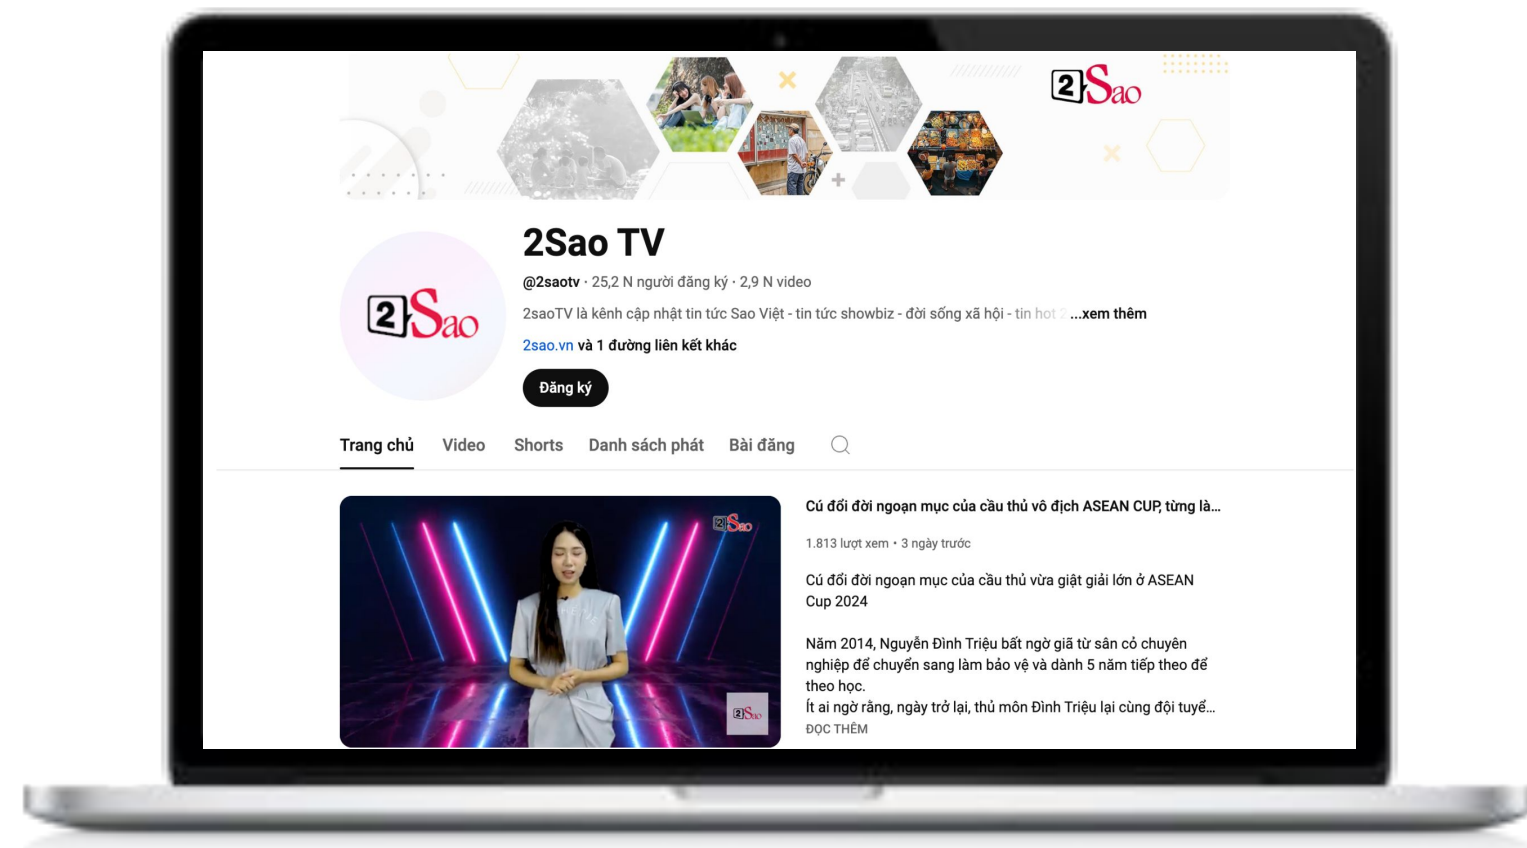 2Sao
2Sao TV
2Sao
@2saotv · 25,2 N người đăng ký · 2,9 N video
2saoTV là kênh cập nhật tin tức Sao Việt - tin tức showbiz - đời sống xã hội - tin hot 2 ...xem thêm
2sao.vn và 1 đường liên kết khác
Đăng ký
Trang chủ Video Shorts Danh sách phát Bài đăng
2Sao
2Sao
Cú đổi đời ngoạn mục của cầu thủ vô địch ASEAN CUP, từng là...
1.813 lượt xem • 3 ngày trước
Cú đổi đời ngoạn mục của cầu thủ vừa giật giải lớn ở ASEAN
Cup 2024
Năm 2014, Nguyễn Đình Triệu bất ngờ giã từ sân cỏ chuyên
nghiệp để chuyển sang làm bảo vệ và dành 5 năm tiếp theo để
theo học.
Ít ai ngờ rằng, ngày trở lại, thủ môn Đình Triệu lại cùng đội tuyể...
ĐỌC THÊM